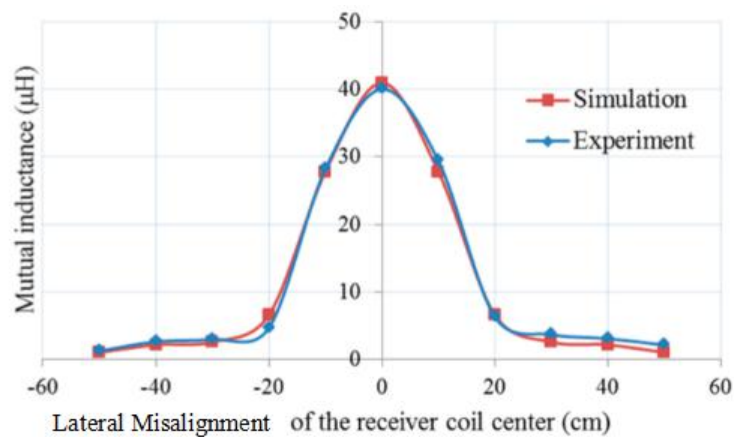 50
40
30
20
10
0
Mutual inductance (µH)
Simulation
Experiment
-60 -40 -20 0 20 40 60
Lateral Misalignment of the receiver coil center (cm)